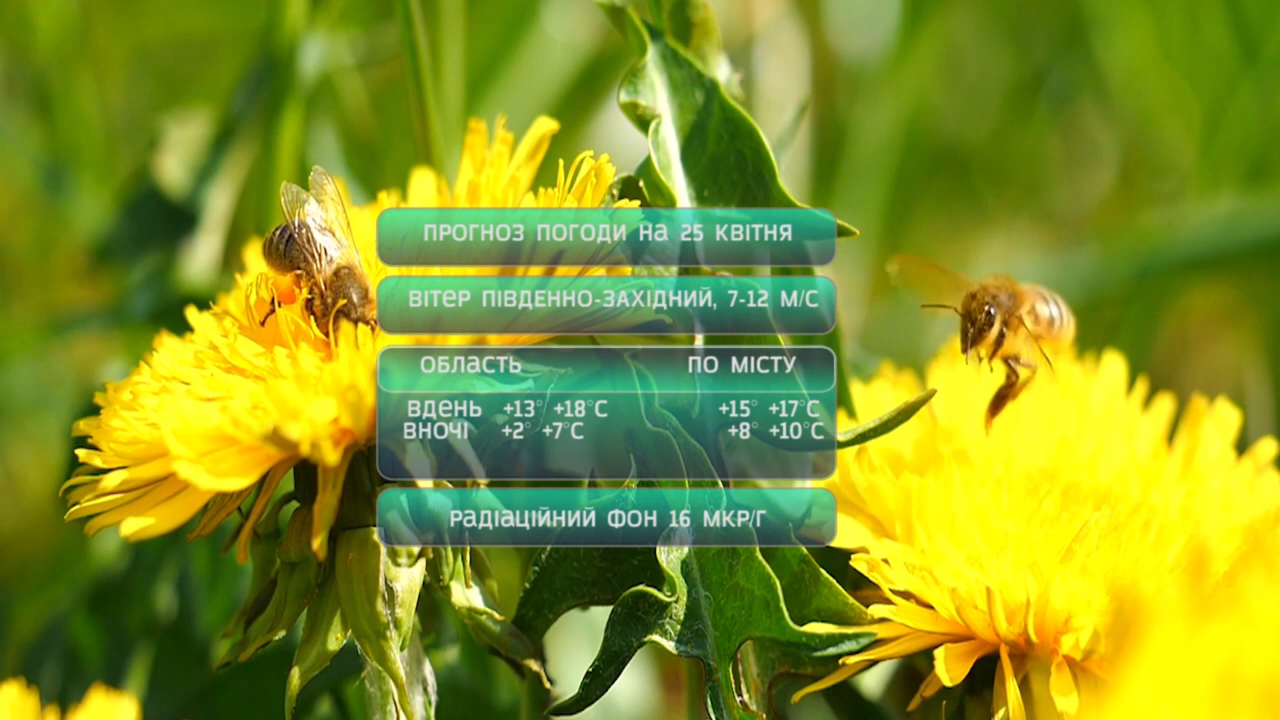 ПРОГНОЗ ПОГОДИ на 25 КВІТНЯ
ВІТЕР ПІВДЕННО-ЗАХІДНИЙ, 7-12 М/С
ОБЛАСТЬ ПО МІСТУ
ВДЕНЬ +13° +18°С +15° +17°С
ВНОЧІ +2° +7°С +8° +10°С
РАДІАЦІЙНИЙ ФОН 16 МКР/Г